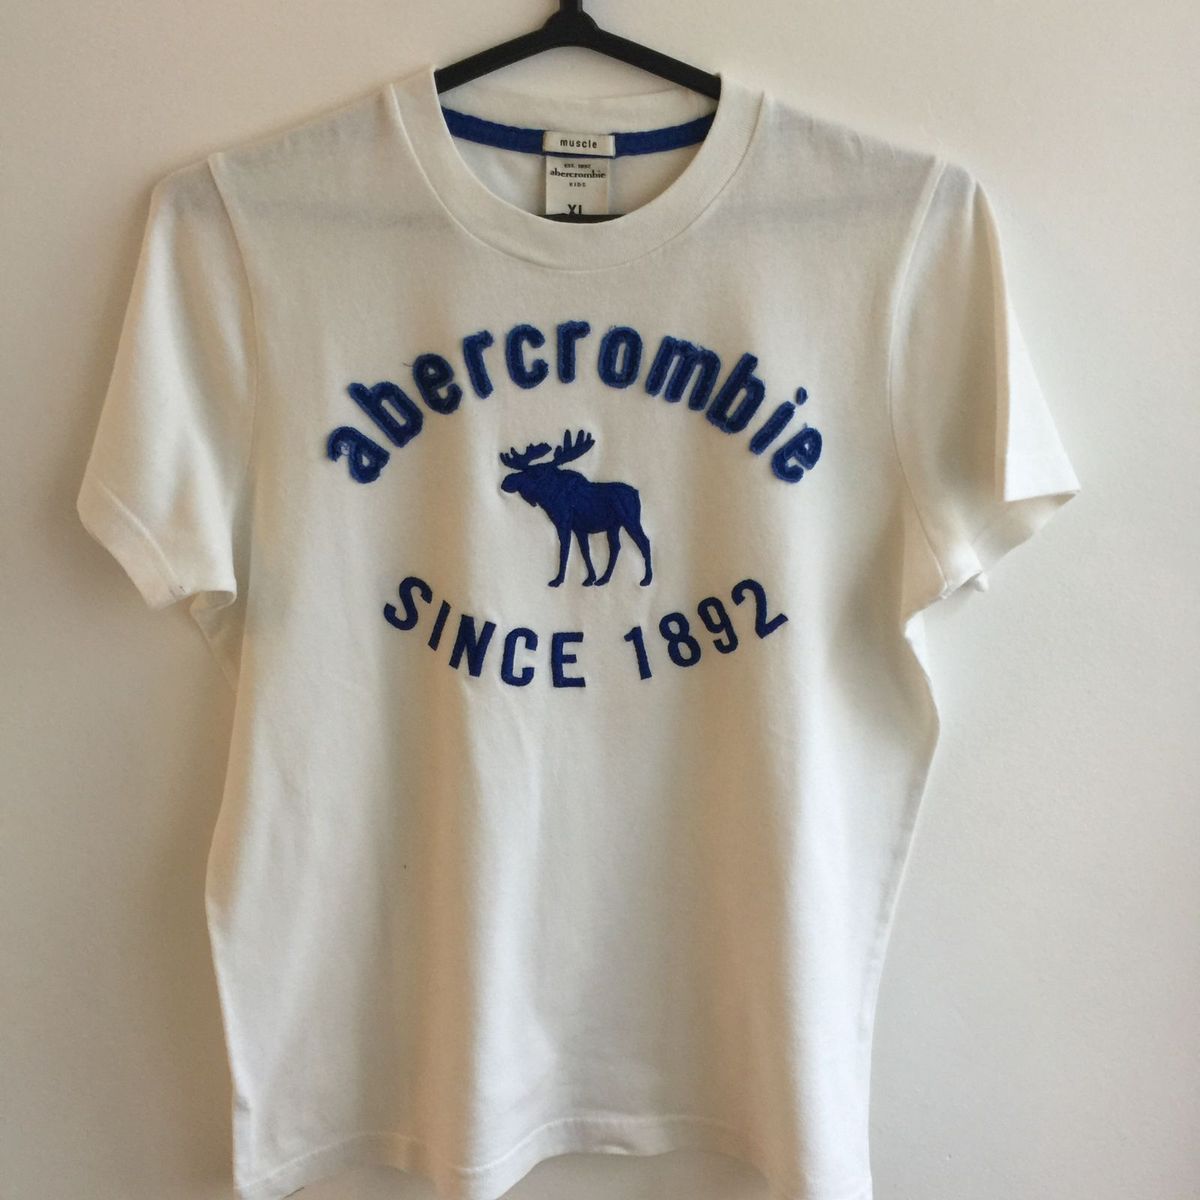 muscle
EST. 1892
abercrombie
KIDS
XL
abercrombie
SINCE 1892